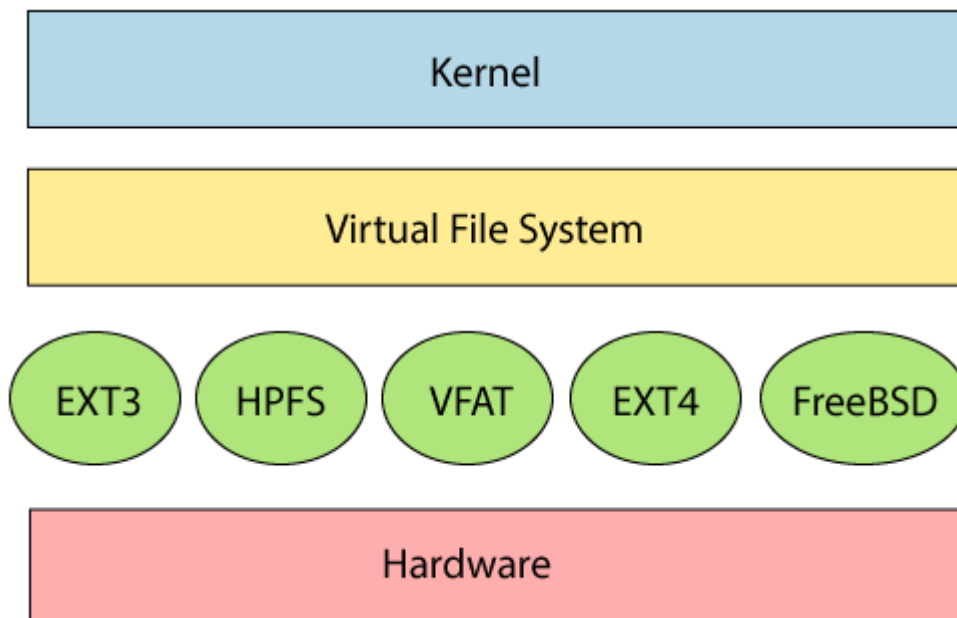 Kernel
Virtual File System
EXT3 HPFS VFAT EXT4 FreeBSD
Hardware